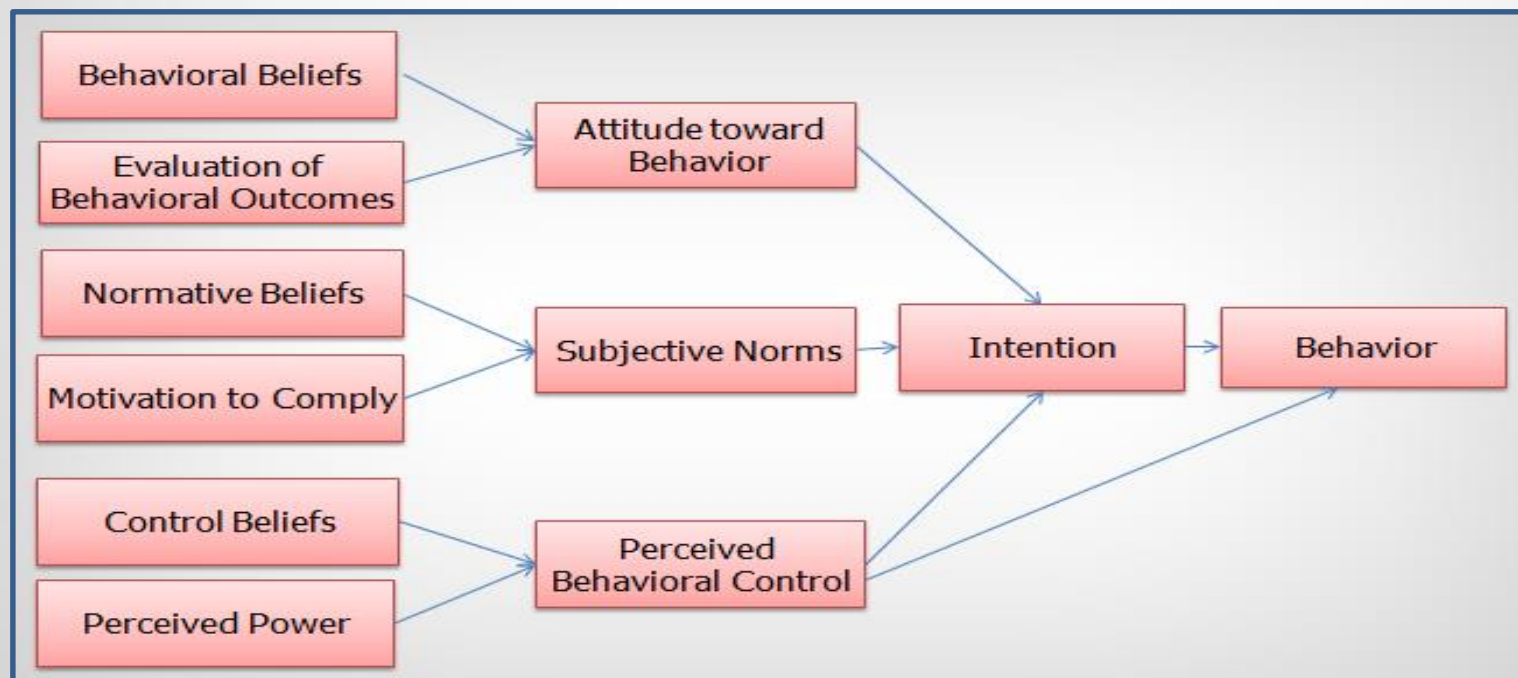 Behavioral Beliefs
Evaluation of
Behavioral Outcomes
Attitude toward
Behavior
Normative Beliefs
Motivation to Comply
Subjective Norms
Intention
Behavior
Control Beliefs
Perceived Power
Perceived
Behavioral Control